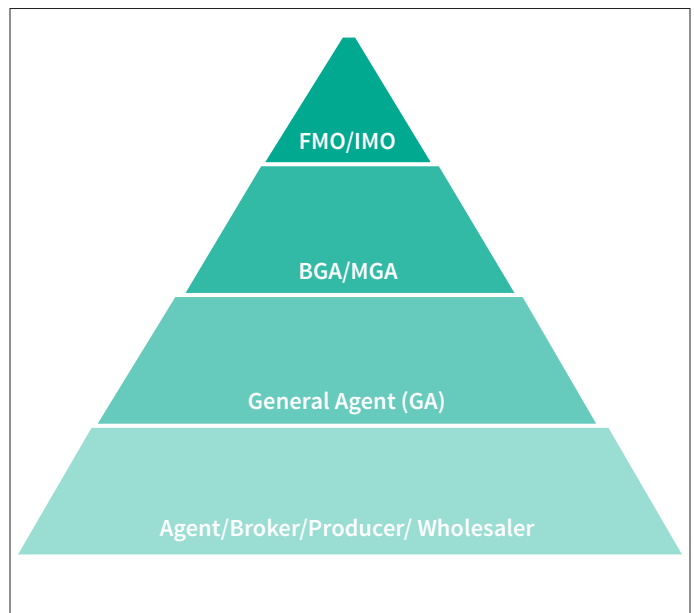 FMO/IMO
BGA/MGA
General Agent (GA)
Agent/Broker/Producer/ Wholesaler